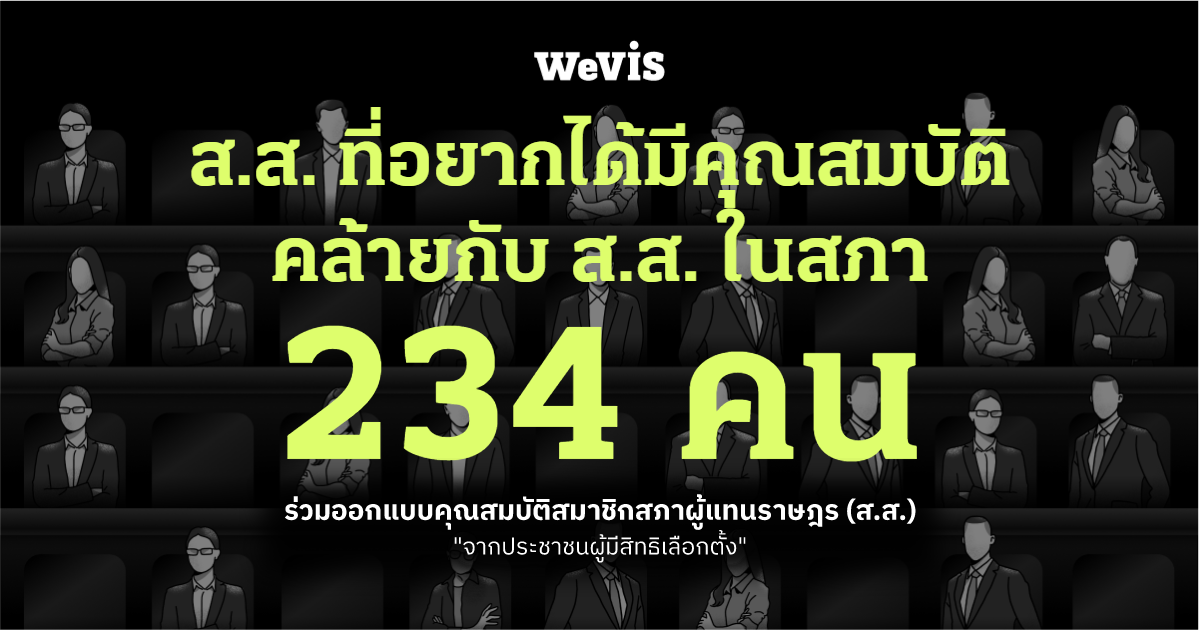 WeVIS
ส.ส. ที่อยากได้มีคุณสมบัติ
คล้ายกับ ส.ส. ในสภา
234 คน
ร่วมออกแบบคุณสมบัติสมาชิกสภาผู้แทนราษฎร (ส.ส.)
"จากประชาชนผู้มีสิทธิเลือกตั้ง"